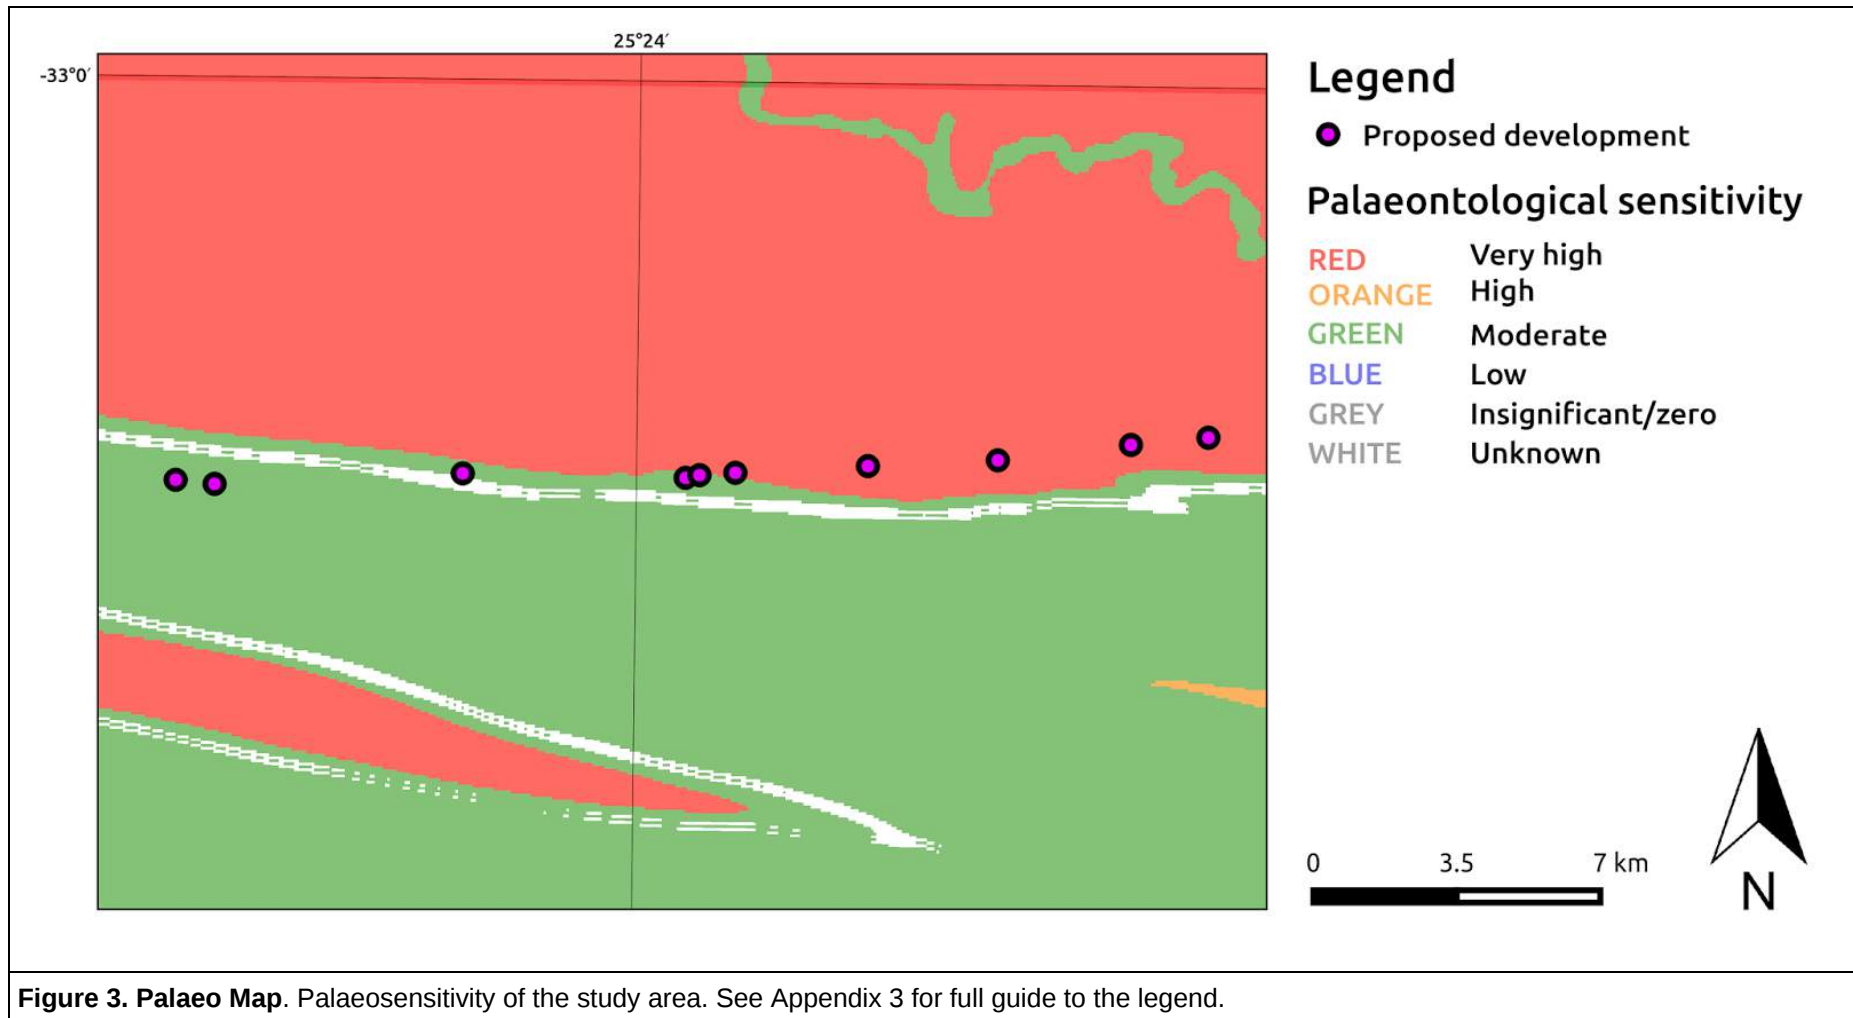 25°24′
-33°0′
Legend
Proposed development
Palaeontological sensitivity
RED Very high
ORANGE High
GREEN Moderate
BLUE Low
GREY Insignificant/zero
WHITE Unknown
0 3.5 7 km
N
Figure 3. Palaeo Map. Palaeosensitivity of the study area. See Appendix 3 for full guide to the legend.